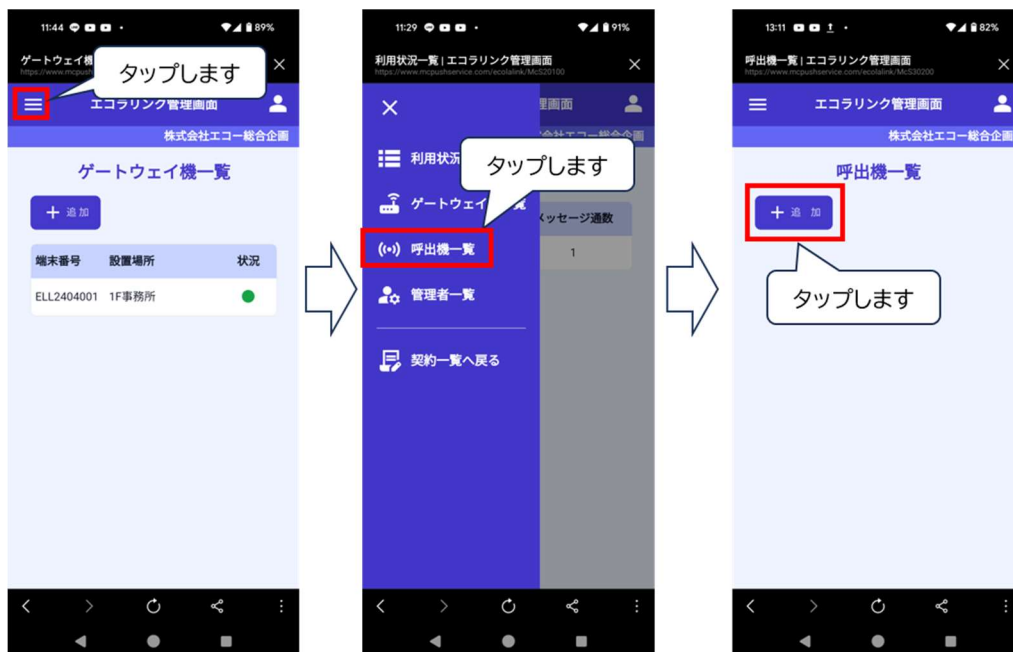 11:44
89%
ゲートウェイ機
https://www.mcpush
タップします
エコラリンク管理画面
株式会社エコー総合企画
ゲートウェイ機一覧
+ 追加
端末番号 設置場所 状況
ELL2404001 1F事務所
11:29
91%
利用状況一覧 | エコラリンク管理画面
https://www.mcpushservice.com/ecolalink/McS20100
理画面
利用状況
タップします
ゲートウェイ
覧
メッセージ通数
呼出機一覧
1
管理者一覧
契約一覧へ戻る
13:11
82%
呼出機一覧 | エコラリンク管理画面
https://www.mcpushservice.com/ecolalink/McS30200
エコラリンク管理画面
株式会社エコー総合企画
呼出機一覧
+ 追 加
タップします